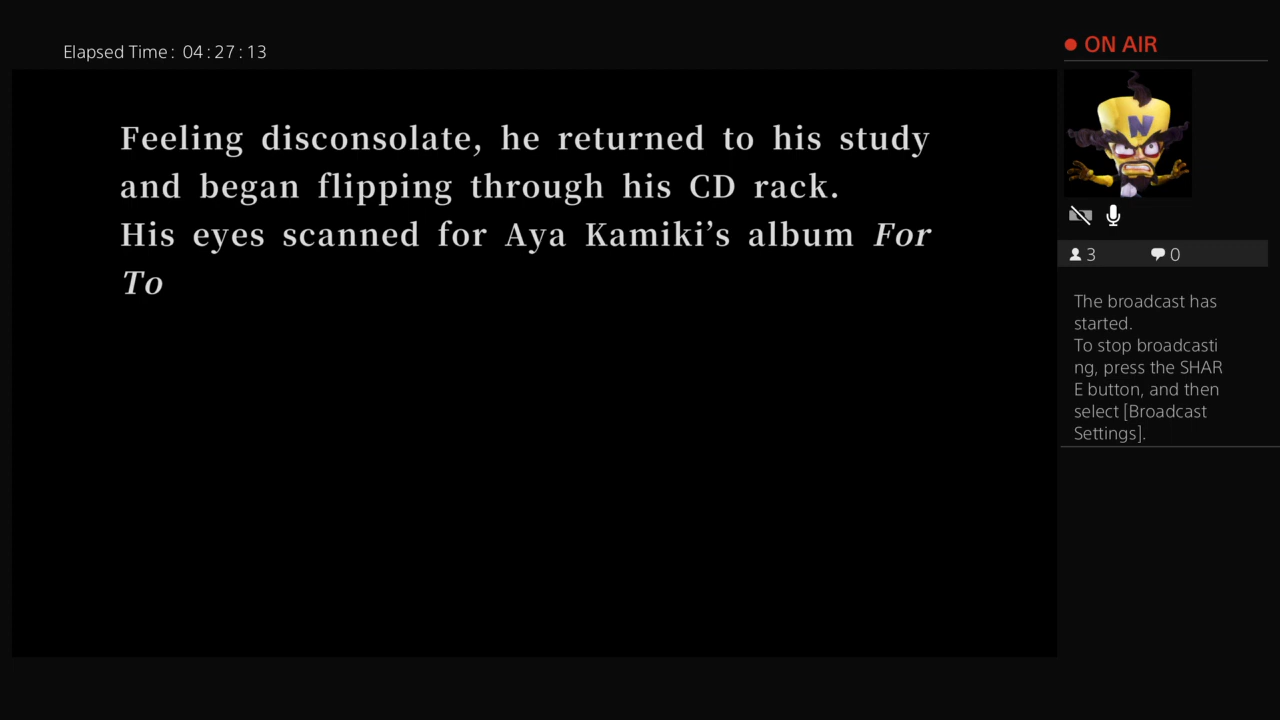 Elapsed Time: 04:27:13
ON AIR
Feeling disconsolate, he returned to his study
and began flipping through his CD rack.
His eyes scanned for Aya Kamiki’s album For
To
N
3
0
The broadcast has
started.
To stop broadcasti
ng, press the SHAR
E button, and then
select [Broadcast
Settings].